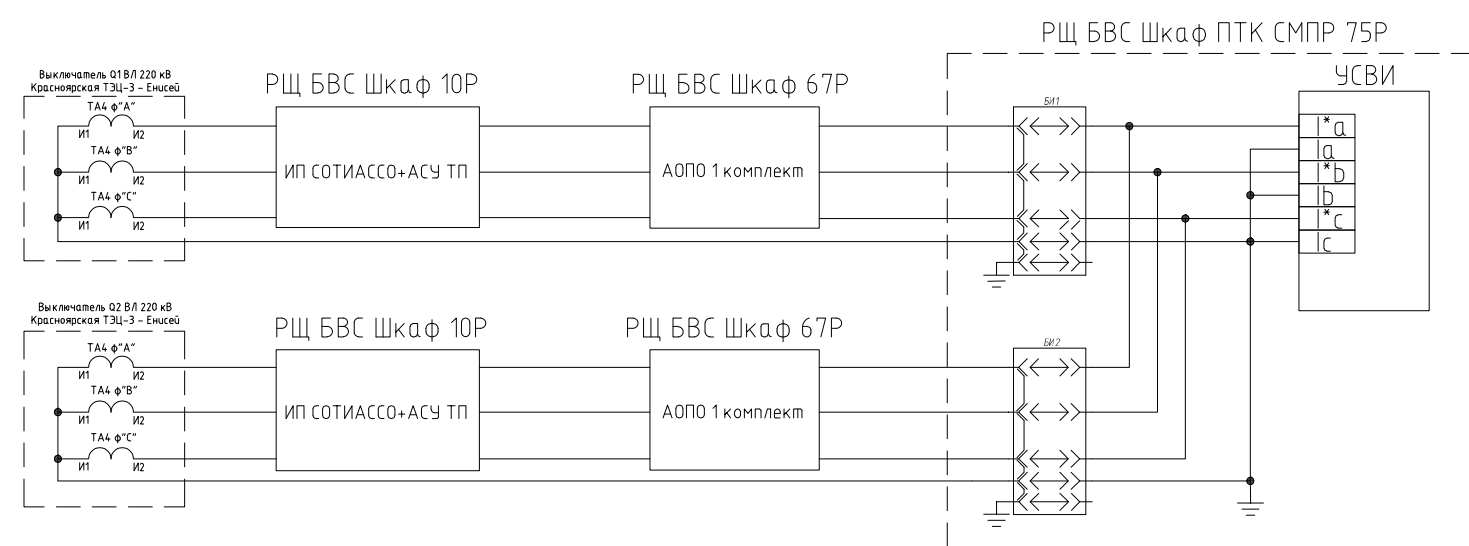 РЩ БВС Шкаф ПТК СМПР 75Р
Выключатель Q1 ВЛ 220 кВ
Красноярская ТЭЦ-3 - Енисей
РЩ БВС Шкаф 10Р
РЩ БВС Шкаф 67Р
УСВИ
БИ1
ТА4 ф"А"
И1 И2
ТА4 ф"В"
И1 И2
ТА4 ф"С"
И1 И2
ИП СОТИАССО+АСУ ТП
АОПО 1 комплект
I*a
Ia
I*b
Ib
I*c
Ic
Выключатель Q2 ВЛ 220 кВ
Красноярская ТЭЦ-3 - Енисей
РЩ БВС Шкаф 10Р
РЩ БВС Шкаф 67Р
БИ2
ТА4 ф"А"
И1 И2
ТА4 ф"В"
И1 И2
ТА4 ф"С"
И1 И2
ИП СОТИАССО+АСУ ТП
АОПО 1 комплект